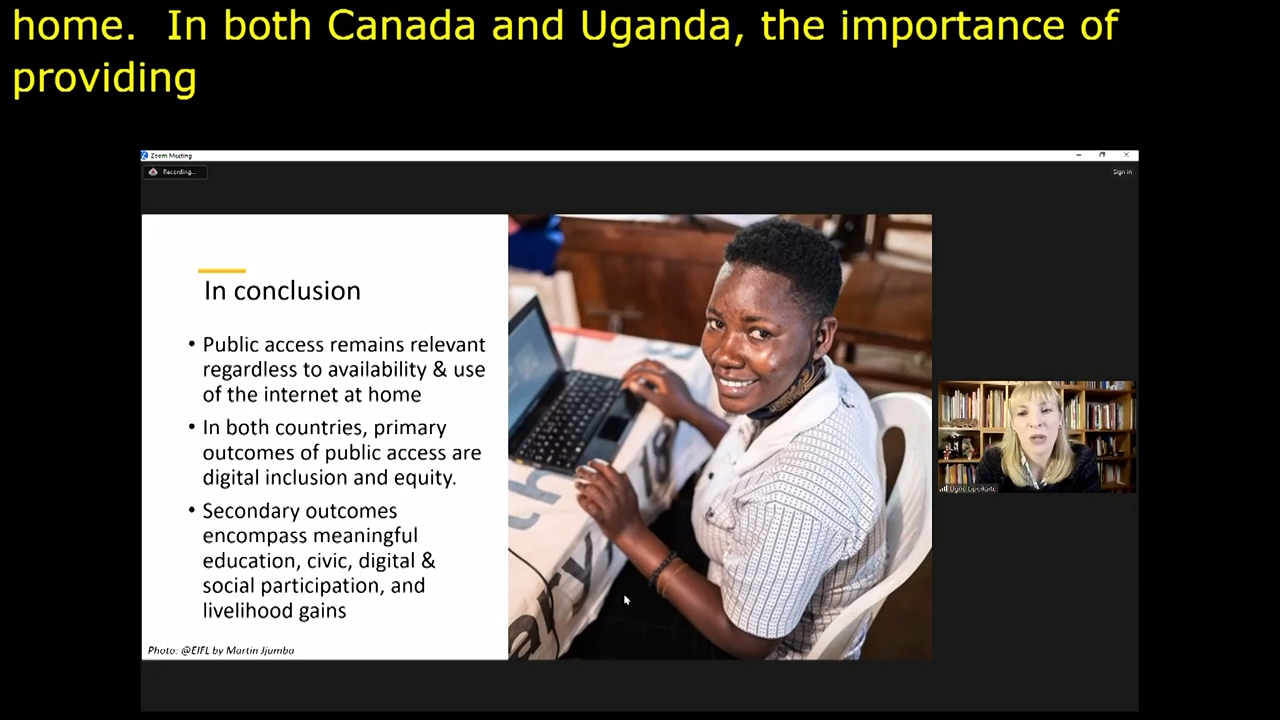 home.  In both Canada and Uganda, the importance of
providing
Zoom Meeting
Recording...
Sign in
In conclusion
• Public access remains relevant
regardless to availability & use
of the internet at home
• In both countries, primary
outcomes of public access are
digital inclusion and equity.
• Secondary outcomes
encompass meaningful
education, civic, digital &
social participation, and
livelihood gains
Photo: @EIFL by Martin Jjumba